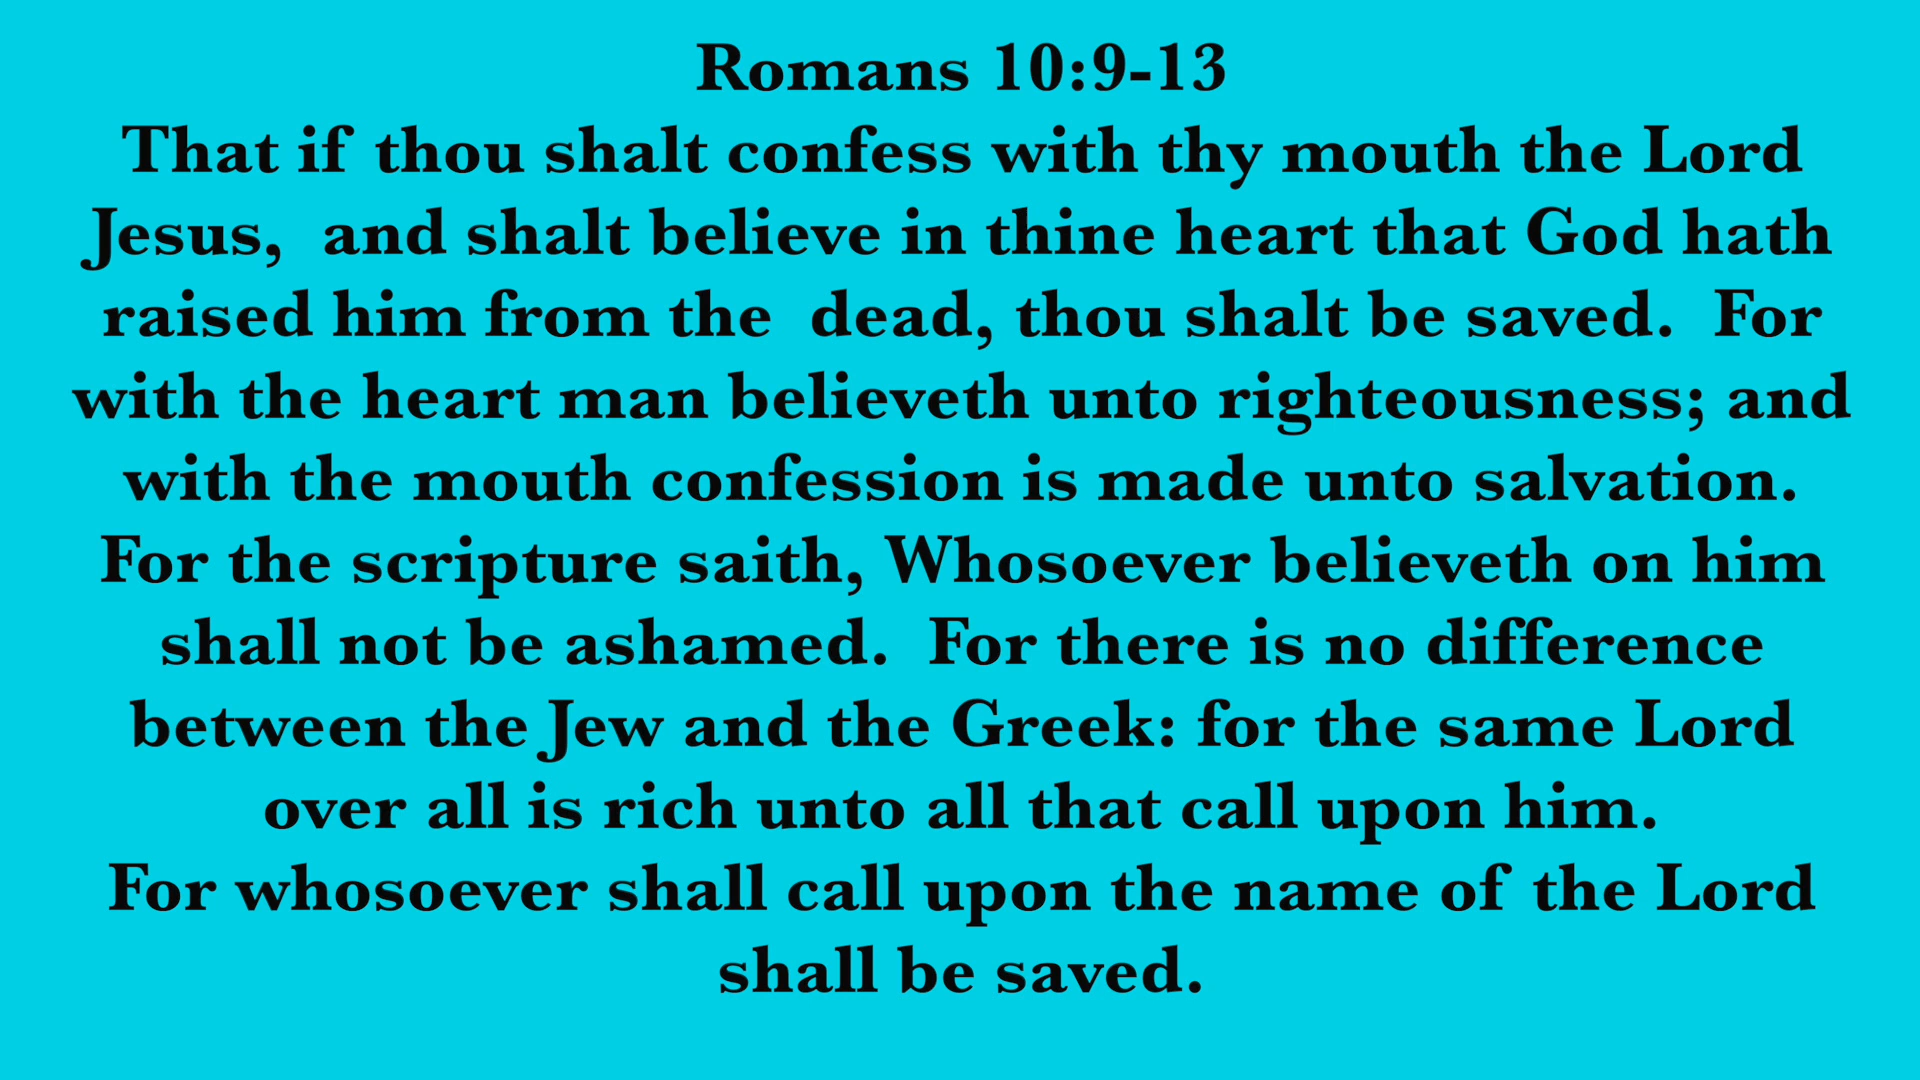 Romans 10:9-13
That if thou shalt confess with thy mouth the Lord
Jesus,  and shalt believe in thine heart that God hath
raised him from the  dead, thou shalt be saved.  For
with the heart man believeth unto righteousness; and
with the mouth confession is made unto salvation.
For the scripture saith, Whosoever believeth on him
shall not be ashamed.  For there is no difference
between the Jew and the Greek: for the same Lord
over all is rich unto all that call upon him.
For whosoever shall call upon the name of the Lord
shall be saved.